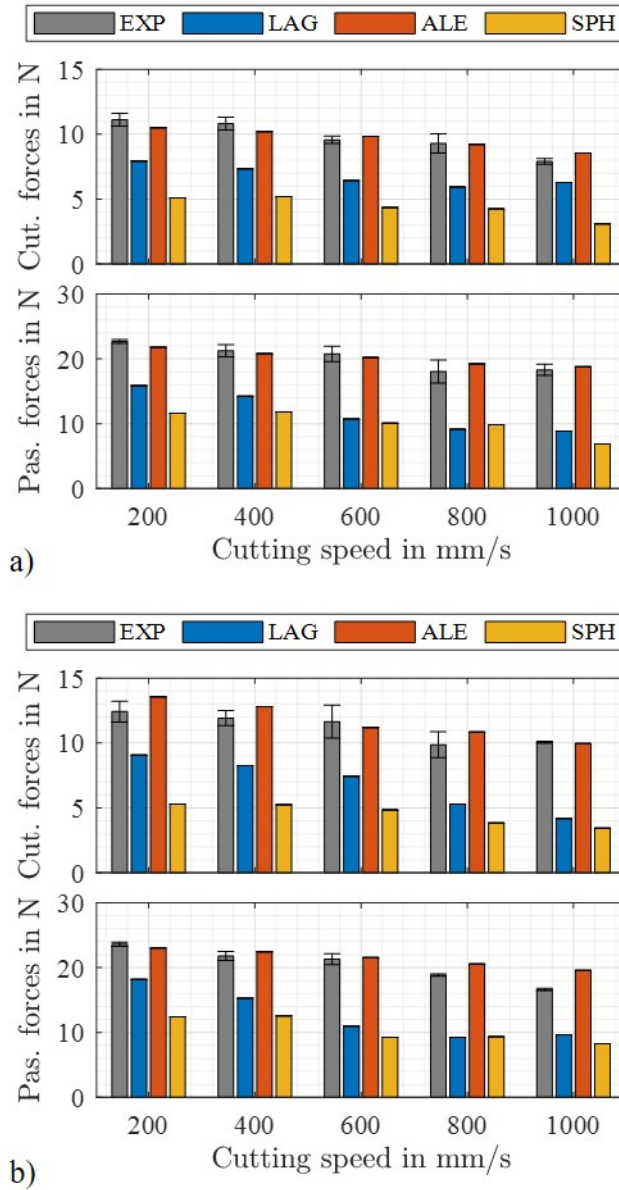 EXP LAG ALE SPH
15
10
5
0
Cut. forces in N
30
20
10
0
Pas. forces in N
200 400 600 800 1000
Cutting speed in mm/s
a)
EXP LAG ALE SPH
15
10
5
0
Cut. forces in N
30
20
10
0
Pas. forces in N
200 400 600 800 1000
Cutting speed in mm/s
b)